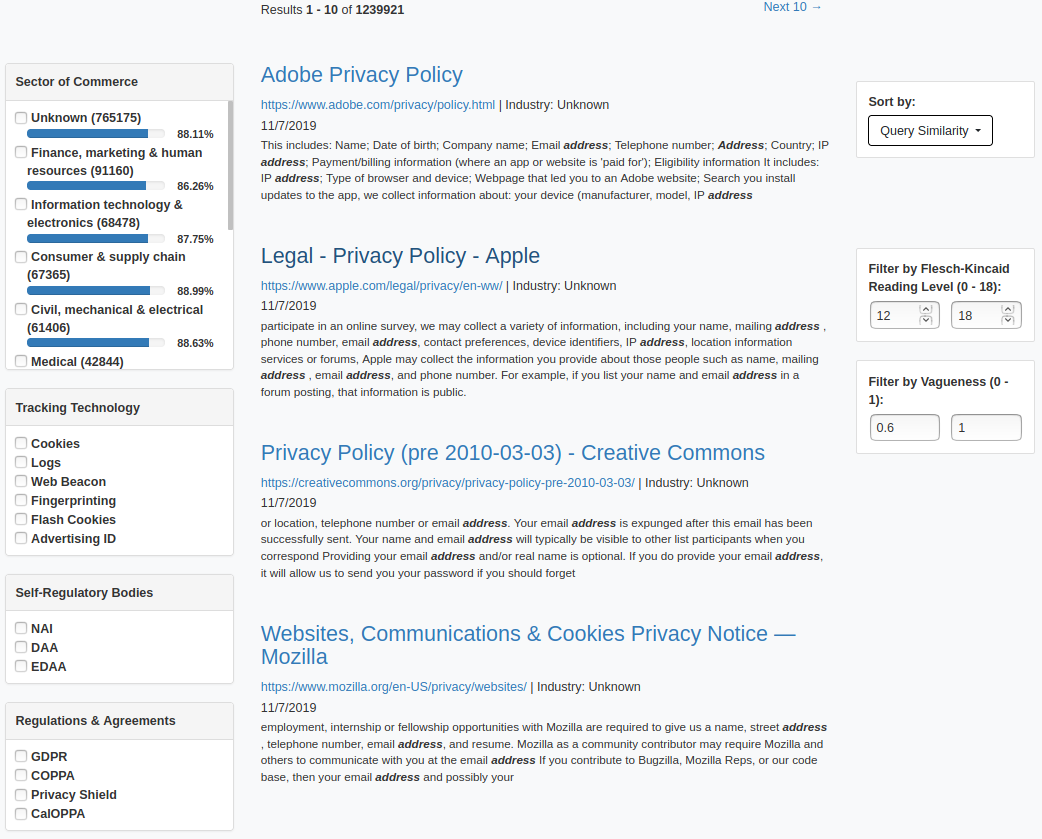 Results 1 - 10 of 1239921
Next 10 →
Sector of Commerce
Unknown (765175)
88.11%
Finance, marketing & human
resources (91160)
86.26%
Information technology &
electronics (68478)
87.75%
Consumer & supply chain
(67365)
88.99%
Civil, mechanical & electrical
(61406)
88.63%
Medical (42844)
Tracking Technology
Cookies
Logs
Web Beacon
Fingerprinting
Flash Cookies
Advertising ID
Self-Regulatory Bodies
NAI
DAA
EDAA
Regulations & Agreements
GDPR
COPPA
Privacy Shield
CalOPPA
Adobe Privacy Policy
https://www.adobe.com/privacy/policy.html | Industry: Unknown
11/7/2019
This includes: Name; Date of birth; Company name; Email address; Telephone number; Address; Country; IP
address; Payment/billing information (where an app or website is 'paid for'); Eligibility information It includes:
IP address; Type of browser and device; Webpage that led you to an Adobe website; Search you install
updates to the app, we collect information about: your device (manufacturer, model, IP address
Legal - Privacy Policy - Apple
https://www.apple.com/legal/privacy/en-ww/ | Industry: Unknown
11/7/2019
participate in an online survey, we may collect a variety of information, including your name, mailing address ,
phone number, email address, contact preferences, device identifiers, IP address, location information
services or forums, Apple may collect the information you provide about those people such as name, mailing
address , email address, and phone number. For example, if you list your name and email address in a
forum posting, that information is public.
Privacy Policy (pre 2010-03-03) - Creative Commons
https://creativecommons.org/privacy/privacy-policy-pre-2010-03-03/ | Industry: Unknown
11/7/2019
or location, telephone number or email address. Your email address is expunged after this email has been
successfully sent. Your name and email address will typically be visible to other list participants when you
correspond Providing your email address and/or real name is optional. If you do provide your email address,
it will allow us to send you your password if you should forget
Websites, Communications & Cookies Privacy Notice —
Mozilla
https://www.mozilla.org/en-US/privacy/websites/ | Industry: Unknown
11/7/2019
employment, internship or fellowship opportunities with Mozilla are required to give us a name, street address
, telephone number, email address, and resume. Mozilla as a community contributor may require Mozilla and
others to communicate with you at the email address If you contribute to Bugzilla, Mozilla Reps, or our code
base, then your email address and possibly your
Sort by:
Query Similarity
Filter by Flesch-Kincaid
Reading Level (0 - 18):
12 18
Filter by Vagueness (0 -
1):
0.6 1